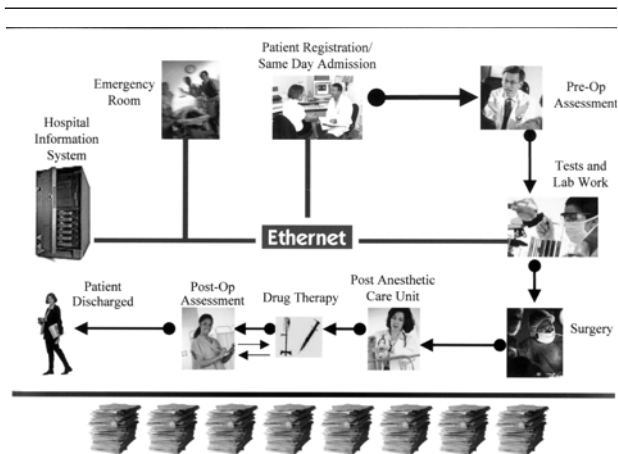 Patient Registration/
Same Day Admission
Emergency
Room
Pre-Op
Assessment
Hospital
Information
System
Tests and
Lab Work
Ethernet
Patient
Discharged
Post-Op
Assessment
Drug Therapy
Post Anesthetic
Care Unit
Surgery